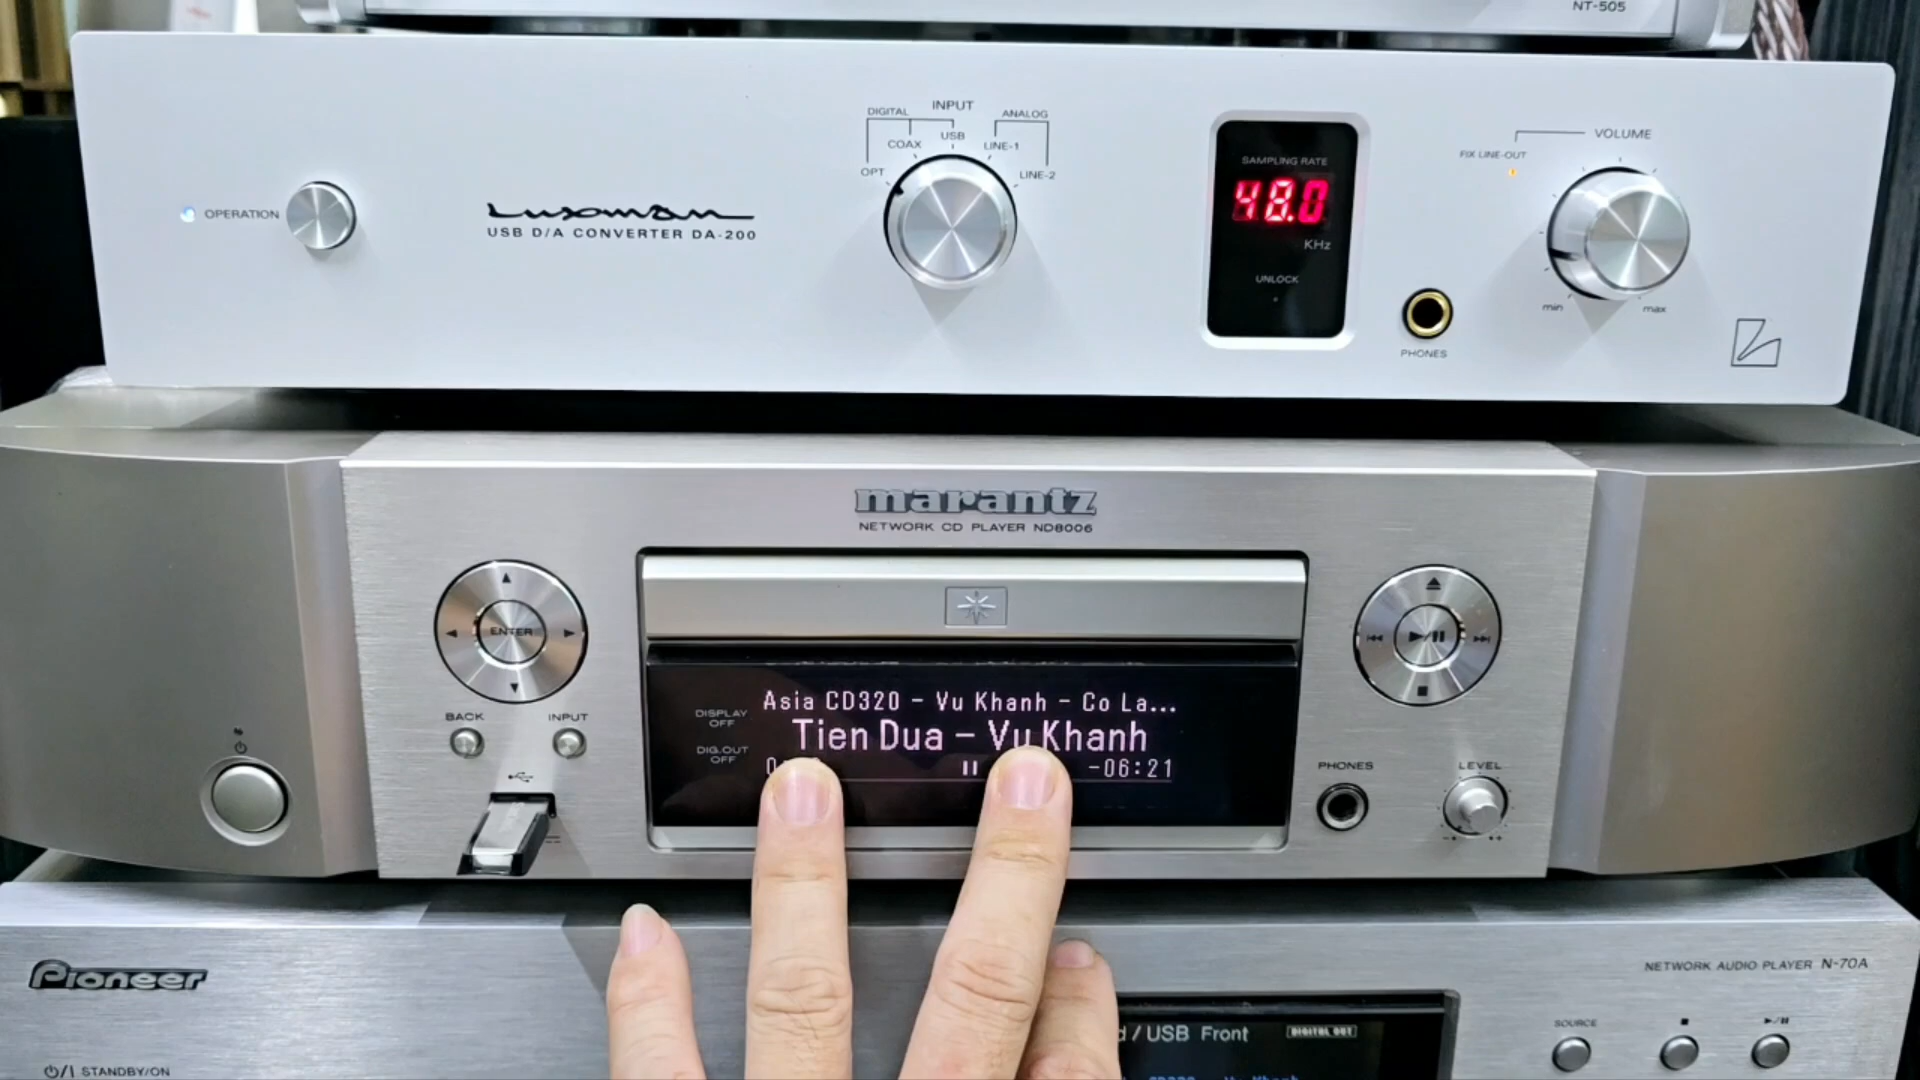 NT-505
INPUT
DIGITAL
ANALOG
USB
COAX
LINE-1
OPT
LINE-2
OPERATION
LUXMAN
USB D/A CONVERTER DA-200
SAMPLING RATE
48.0
KHz
UNLOCK
PHONES
VOLUME
FIX LINE-OUT
min
max
marantz
NETWORK CD PLAYER ND8006
ENTER
BACK
INPUT
DISPLAY
OFF
DIG.OUT
OFF
Asia CD320 - Vu Khanh - Co La...
Tien Dua - Vu Khanh
-06:21
PHONES
LEVEL
Pioneer
NETWORK AUDIO PLAYER N-70A
/ USB Front
DIGITAL OUT
SOURCE
STANDBY/ON